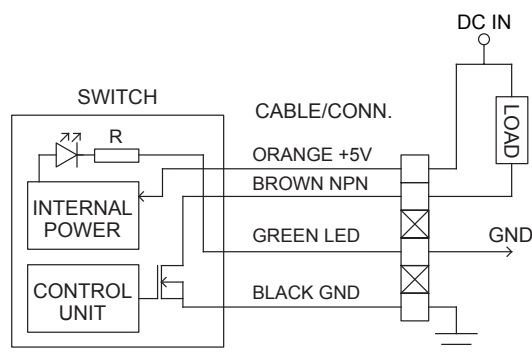 DC IN
SWITCH
CABLE/CONN.
LOAD
R
ORANGE +5V
BROWN NPN
INTERNAL
POWER
GREEN LED
GND
CONTROL
UNIT
BLACK GND